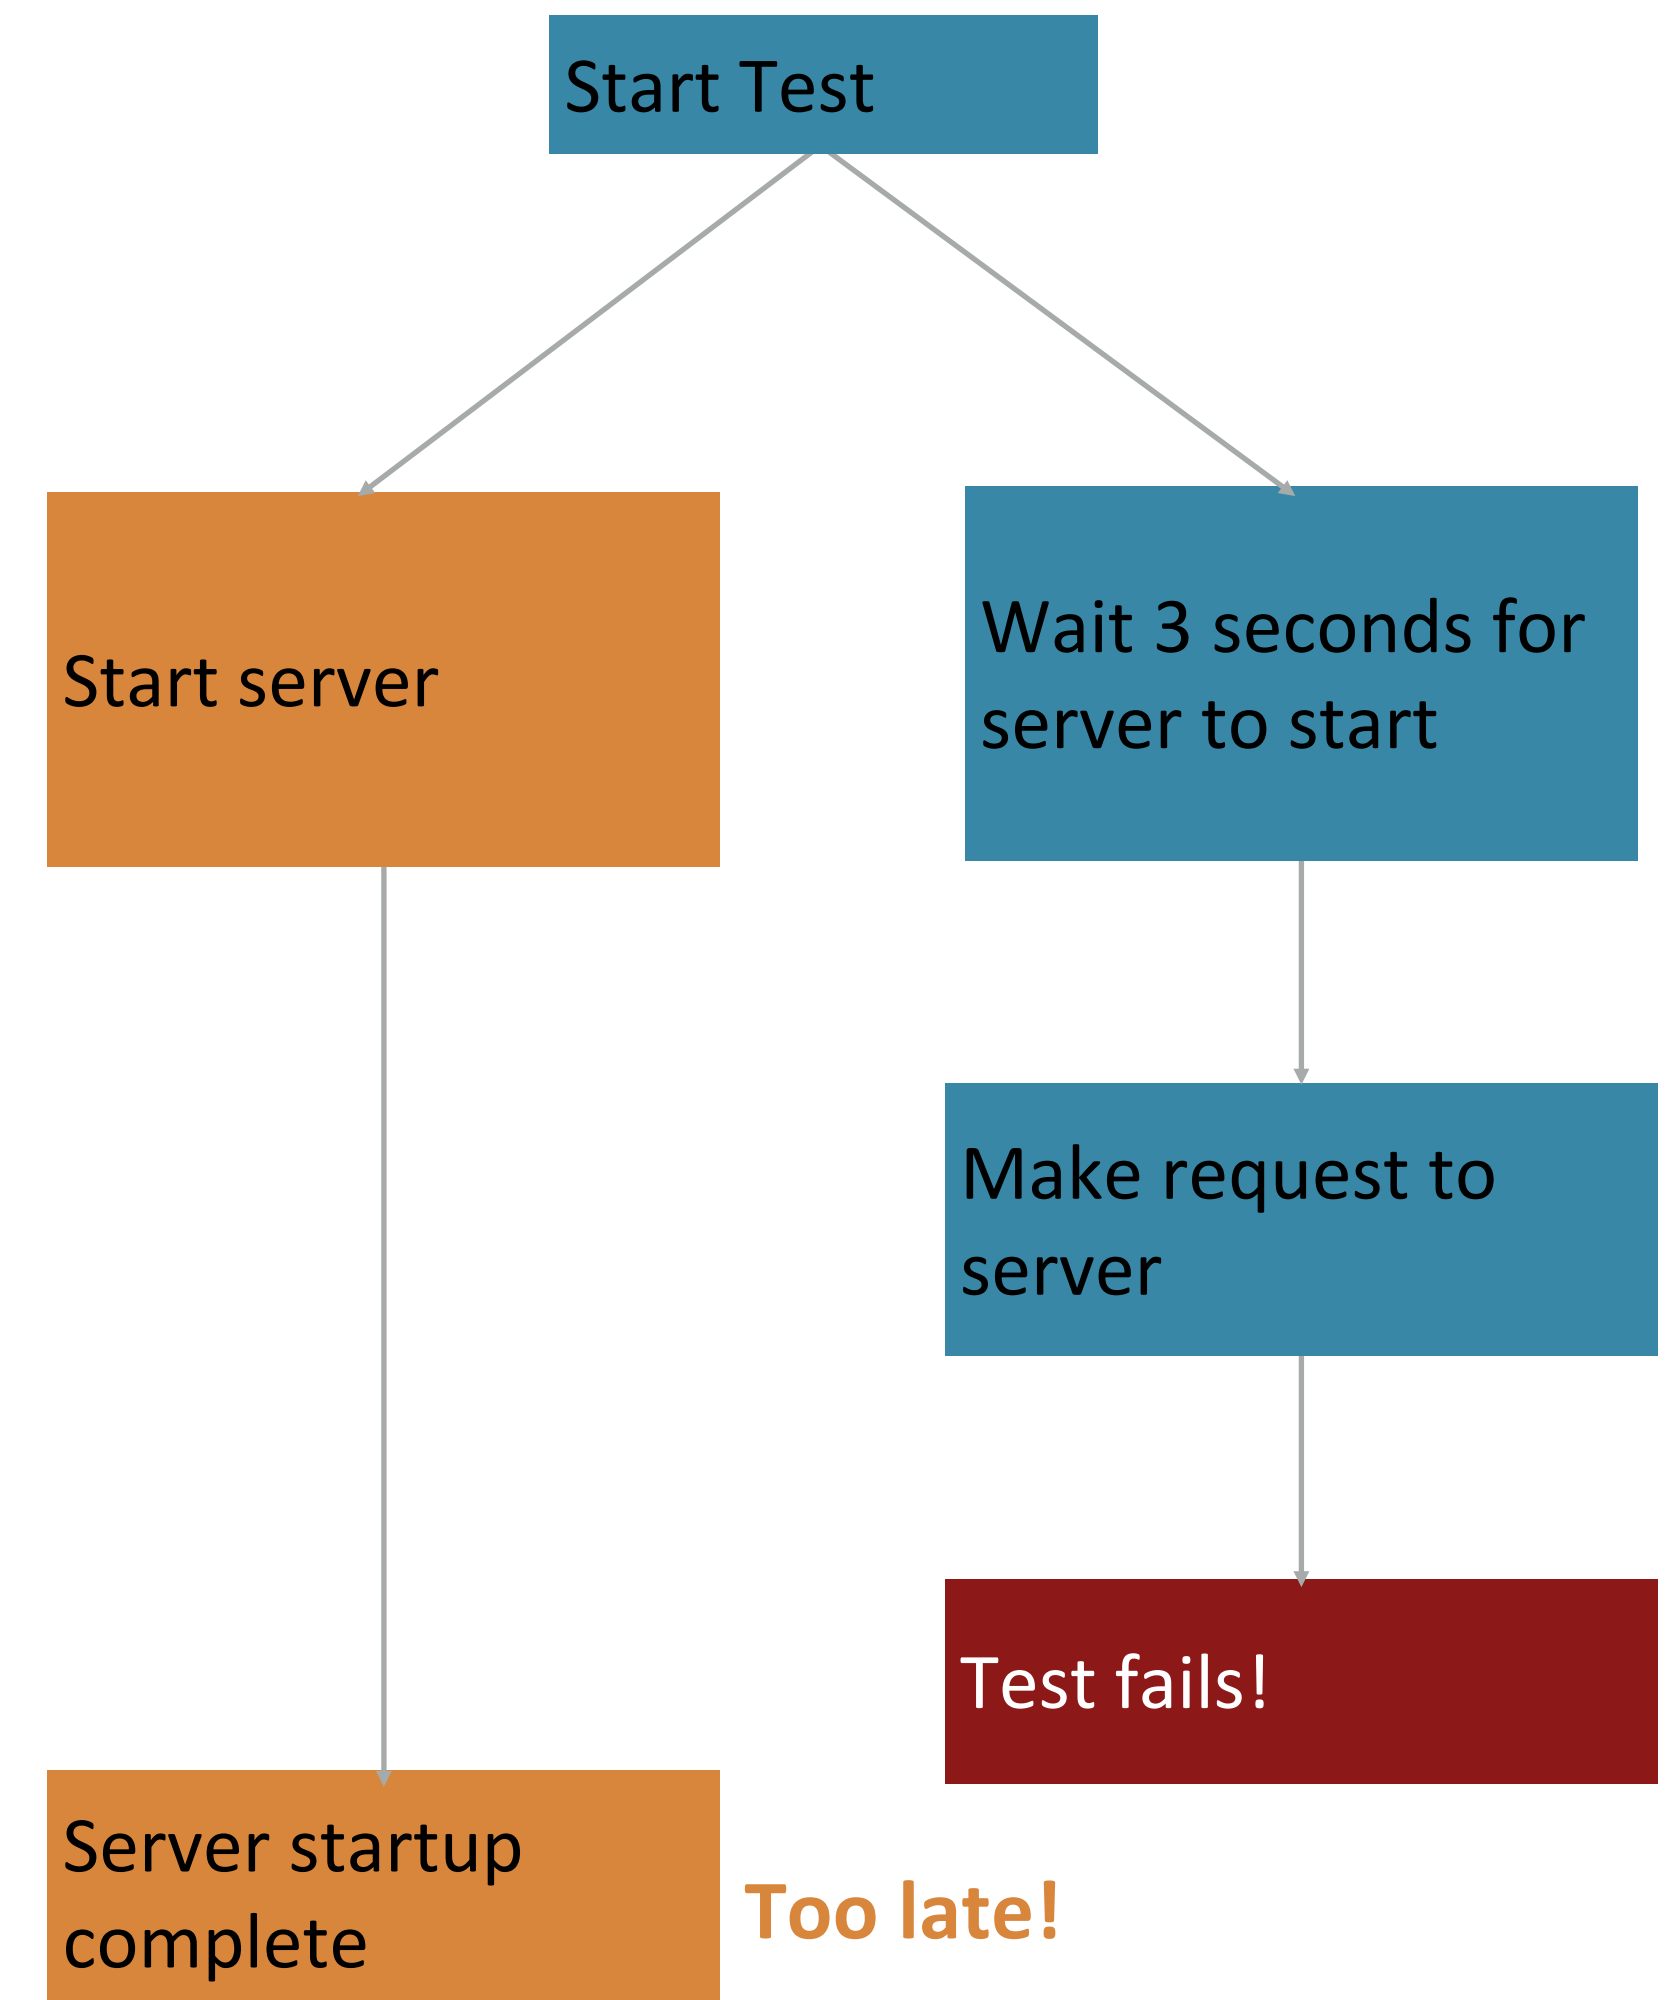 Start Test
Start server
Wait 3 seconds for
server to start
Make request to
server
Test fails!
Server startup
complete
Too late!